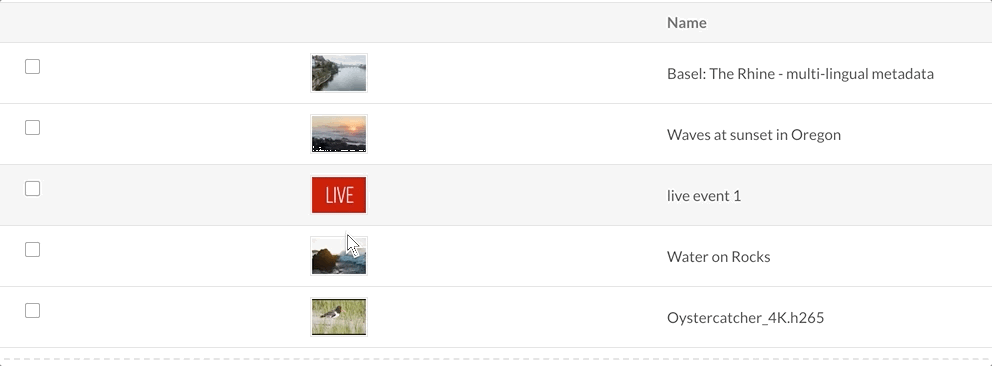 Name
Basel: The Rhine - multi-lingual metadata
Waves at sunset in Oregon
LIVE
live event 1
Water on Rocks
Oystercatcher_4K.h265